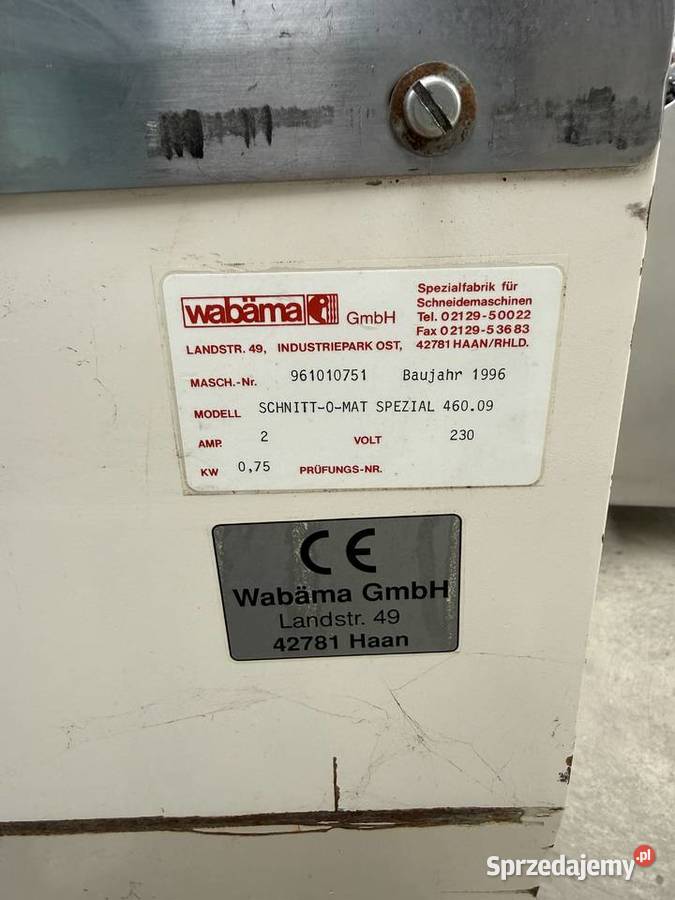 wabäma GmbH
Spezialfabrik für
Schneidemaschinen
Tel. 02129-50022
Fax 02129-53683
LANDSTR. 49, INDUSTRIEPARK OST, 42781 HAAN/RHLD.
MASCH.-Nr. 961010751 Baujahr 1996
MODELL SCHNITT-O-MAT SPEZIAL 460.09
AMP. 2 VOLT 230
KW 0,75 PRÜFUNGS-NR.
CE
Wabäma GmbH
Landstr. 49
42781 Haan
Sprzedajemy.pl